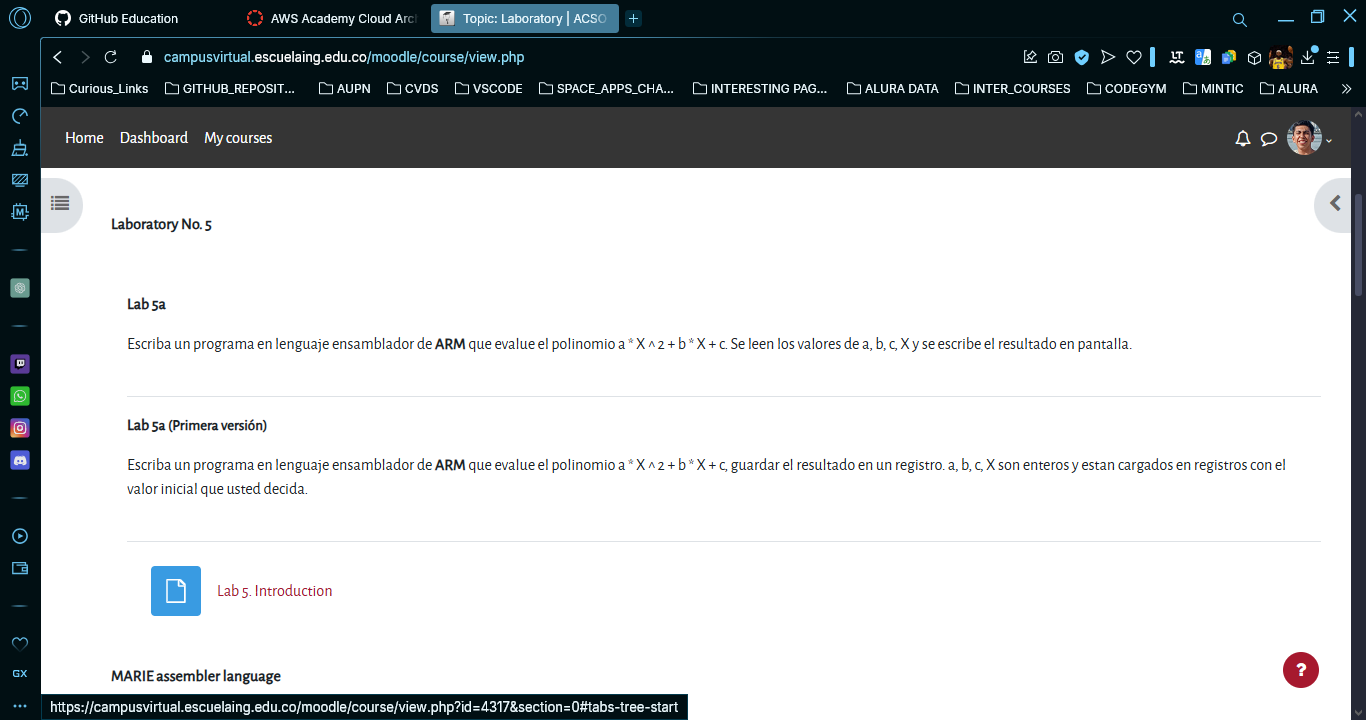 GitHub Education
AWS Academy Cloud Arc
Topic: Laboratory | ACSO
campusvirtual.escuelaing.edu.co/moodle/course/view.php
Curious_Links GITHUB_REPOSIT... AUPN CVDS VSCODE SPACE_APPS_CHA... INTERESTING PAG... ALURA DATA INTER_COURSES CODEGYM MINTIC ALURA
Home Dashboard My courses
Laboratory No. 5
Lab 5a
Escriba un programa en lenguaje ensamblador de ARM que evalue el polinomio a * X ^ 2 + b * X + c. Se leen los valores de a, b, c, X y se escribe el resultado en pantalla.
Lab 5a (Primera versión)
Escriba un programa en lenguaje ensamblador de ARM que evalue el polinomio a * X ^ 2 + b * X + c, guardar el resultado en un registro. a, b, c, X son enteros y estan cargados en registros con el
valor inicial que usted decida.
Lab 5. Introduction
MARIE assembler language
GX
https://campusvirtual.escuelaing.edu.co/moodle/course/view.php?id=4317&section=0#tabs-tree-start